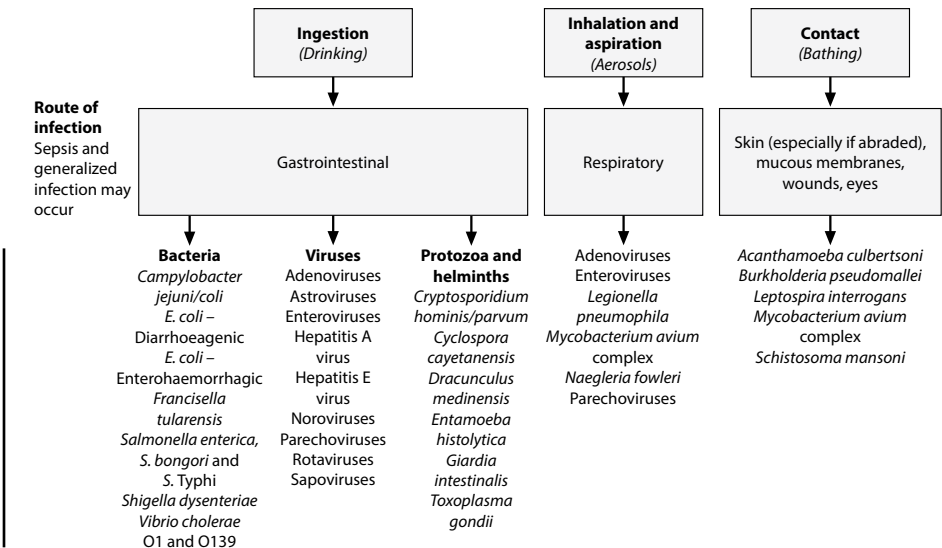 Ingestion
(Drinking)
Inhalation and
aspiration
(Aerosols)
Contact
(Bathing)
Route of
infection
Sepsis and
generalized
infection may
occur
Gastrointestinal
Respiratory
Skin (especially if abraded),
mucous membranes,
wounds, eyes
Bacteria
Campylobacter
jejuni/coli
E. coli –
Diarrhoeagenic
E. coli –
Enterohaemorrhagic
Francisella
tularensis
Salmonella enterica,
S. bongori and
S. Typhi
Shigella dysenteriae
Vibrio cholerae
O1 and O139
Viruses
Adenoviruses
Astroviruses
Enteroviruses
Hepatitis A
virus
Hepatitis E
virus
Noroviruses
Parechoviruses
Rotaviruses
Sapoviruses
Protozoa and
helminths
Cryptosporidium
hominis/parvum
Cyclospora
cayetanensis
Dracunculus
medinensis
Entamoeba
histolytica
Giardia
intestinalis
Toxoplasma
gondii
Adenoviruses
Enteroviruses
Legionella
pneumophila
Mycobacterium avium
complex
Naegleria fowleri
Parechoviruses
Acanthamoeba culbertsoni
Burkholderia pseudomallei
Leptospira interrogans
Mycobacterium avium
complex
Schistosoma mansoni